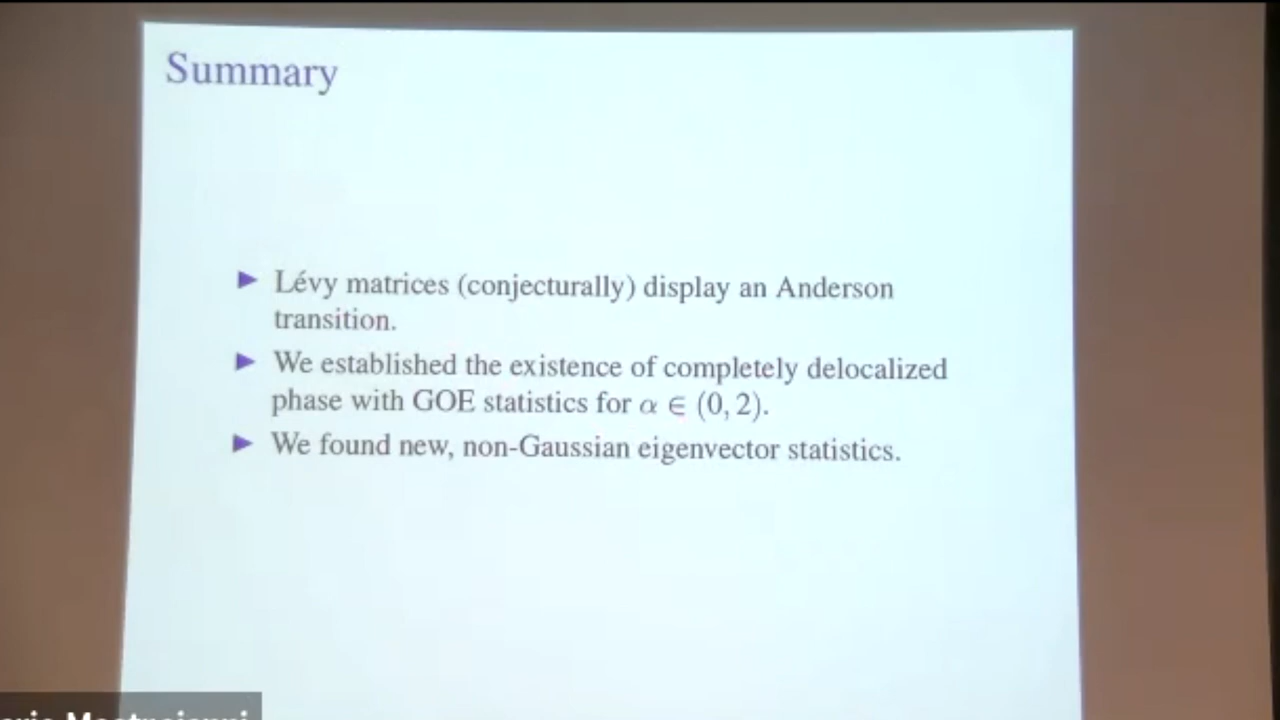 Summary
▶ Lévy matrices (conjecturally) display an Anderson
transition.
▶ We established the existence of completely delocalized
phase with GOE statistics for α ∈ (0, 2).
▶ We found new, non-Gaussian eigenvector statistics.